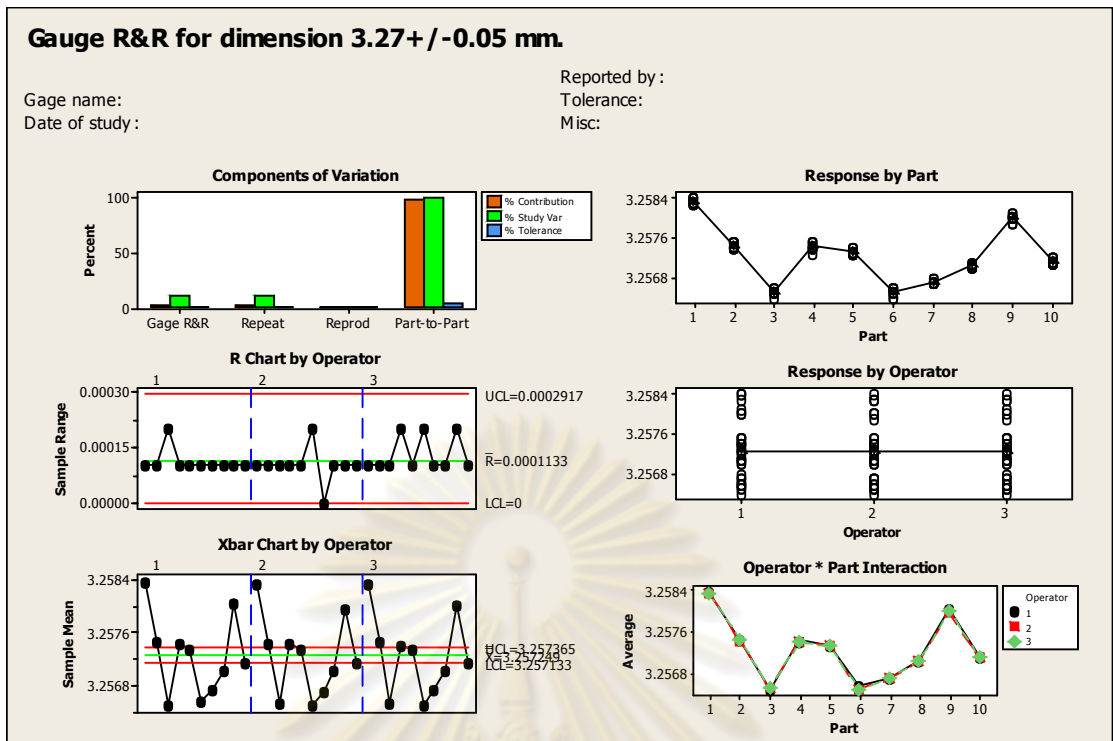 Gauge R&R for dimension 3.27+/-0.05 mm.
Reported by:
Gage name:
Tolerance:
Date of study:
Misc:
Components of Variation
Percent
100
50
0
Gage R&R Repeat Reprod Part-to-Part
% Contribution
% Study Var
% Tolerance
Response by Part
3.2584
3.2576
3.2568
1 2 3 4 5 6 7 8 9 10
Part
R Chart by Operator
1 2 3
Sample Range
0.00030
0.00015
0.00000
UCL=0.0002917
R=0.0001133
LCL=0
Response by Operator
3.2584
3.2576
3.2568
1 2 3
Operator
Xbar Chart by Operator
1 2 3
Sample Mean
3.2584
3.2576
3.2568
UCL=3.257365
X=3.257249
LCL=3.257133
Operator * Part Interaction
Average
3.2584
3.2576
3.2568
1 2 3 4 5 6 7 8 9 10
Part
Operator
1
2
3